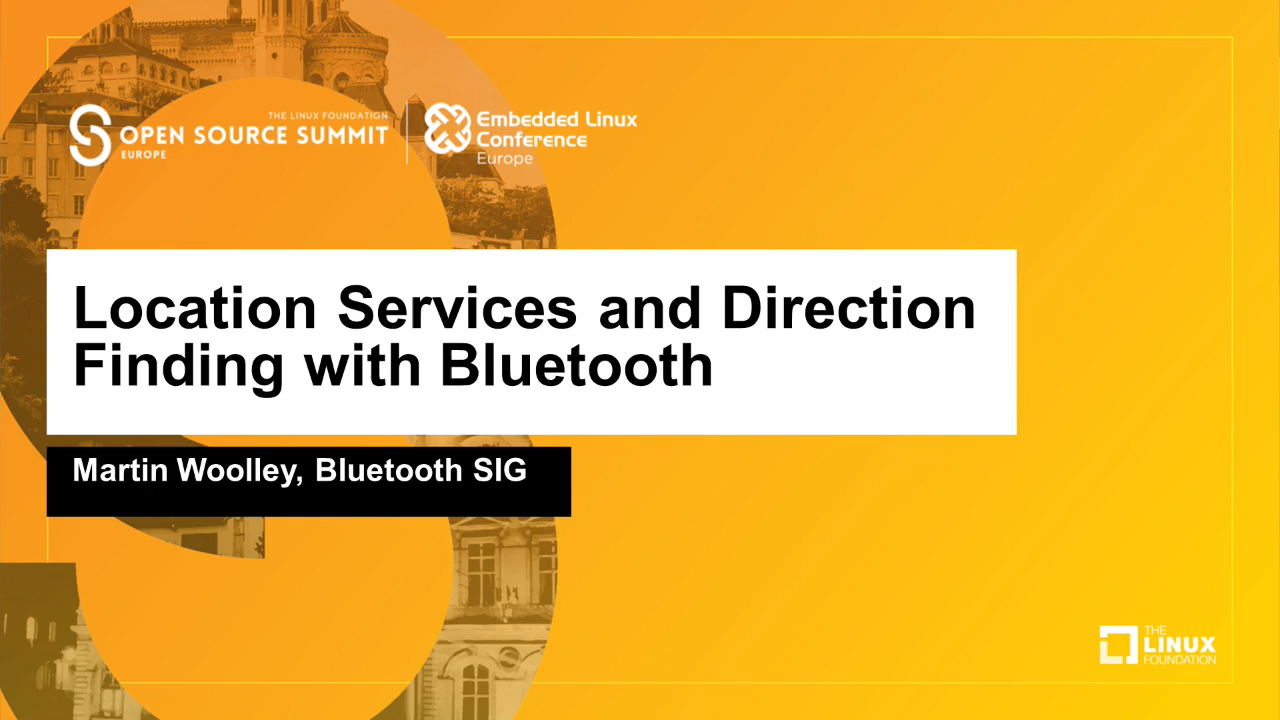 THE LINUX FOUNDATION
OPEN SOURCE SUMMIT
EUROPE
Embedded Linux
Conference
Europe
Location Services and Direction
Finding with Bluetooth
Martin Woolley, Bluetooth SIG
THE
LINUX
FOUNDATION